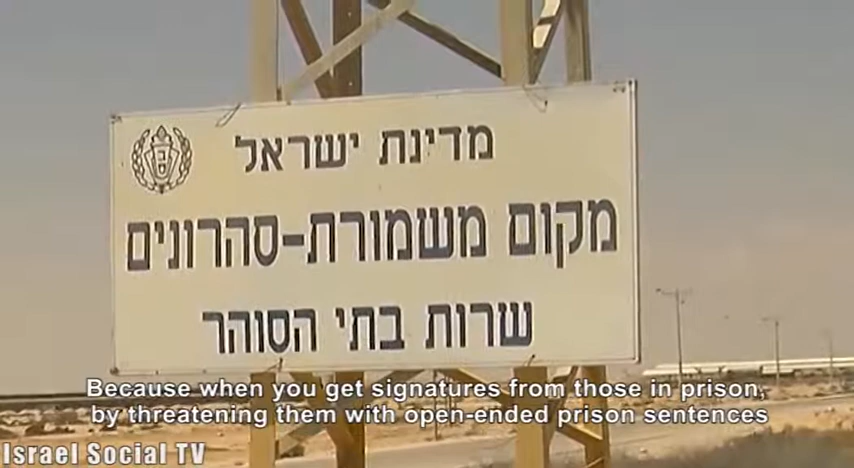 מדינת ישראל
מקום משמורת-סהרונים
שרות בתי הסוהר
Because when you get signatures from those in prison,
by threatening them with open-ended prison sentences
Israel Social TV